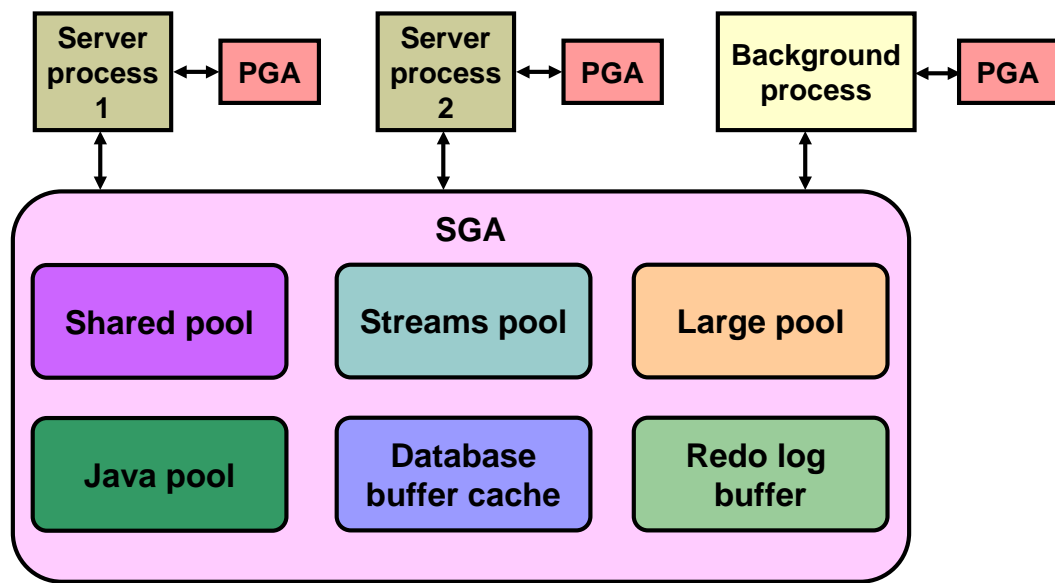 Server
process
1
PGA
Server
process
2
PGA
Background
process
PGA
SGA
Shared pool
Streams pool
Large pool
Java pool
Database
buffer cache
Redo log
buffer